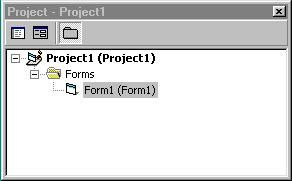 Project - Project1
Project1 (Project1)
Forms
Form1 (Form1)